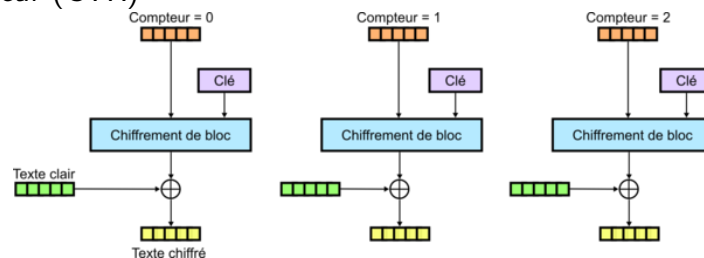 Compteur = 0
Compteur = 1
Compteur = 2
Clé
Clé
Clé
Chiffrement de bloc
Chiffrement de bloc
Chiffrement de bloc
Texte clair
Texte chiffré